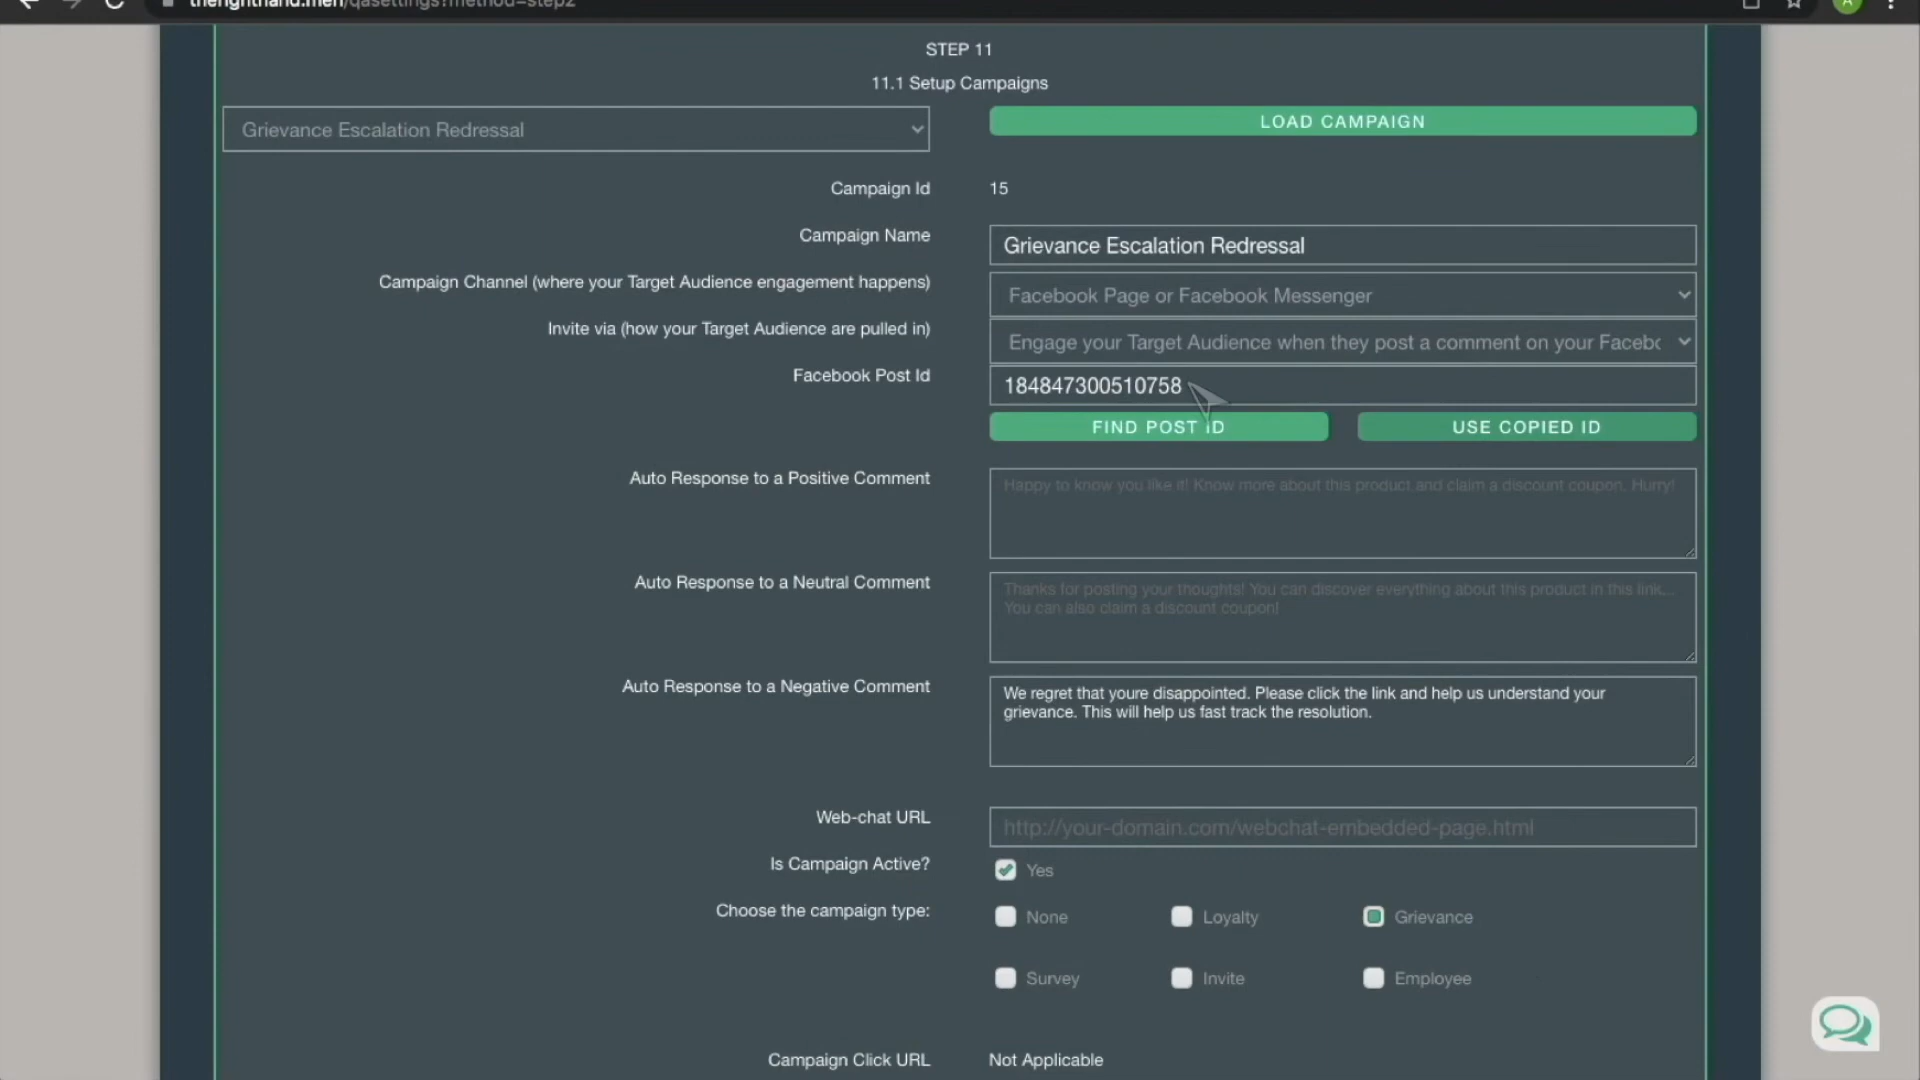 therighthand.men/qasettings?method=step2
A
STEP 11
11.1 Setup Campaigns
Grievance Escalation Redressal
LOAD CAMPAIGN
Campaign Id
15
Campaign Name
Grievance Escalation Redressal
Campaign Channel (where your Target Audience engagement happens)
Facebook Page or Facebook Messenger
Invite via (how your Target Audience are pulled in)
Engage your Target Audience when they post a comment on your Facebo
Facebook Post Id
184847300510758
FIND POST ID
USE COPIED ID
Auto Response to a Positive Comment
Happy to know you like it! Know more about this product and claim a discount coupon. Hurry!
Auto Response to a Neutral Comment
Thanks for posting your thoughts! You can discover everything about this product in this link...
You can also claim a discount coupon!
Auto Response to a Negative Comment
We regret that youre disappointed. Please click the link and help us understand your
grievance. This will help us fast track the resolution.
Web-chat URL
http://your-domain.com/webchat-embedded-page.html
Is Campaign Active?
Yes
Choose the campaign type:
None
Loyalty
Grievance
Survey
Invite
Employee
Campaign Click URL
Not Applicable